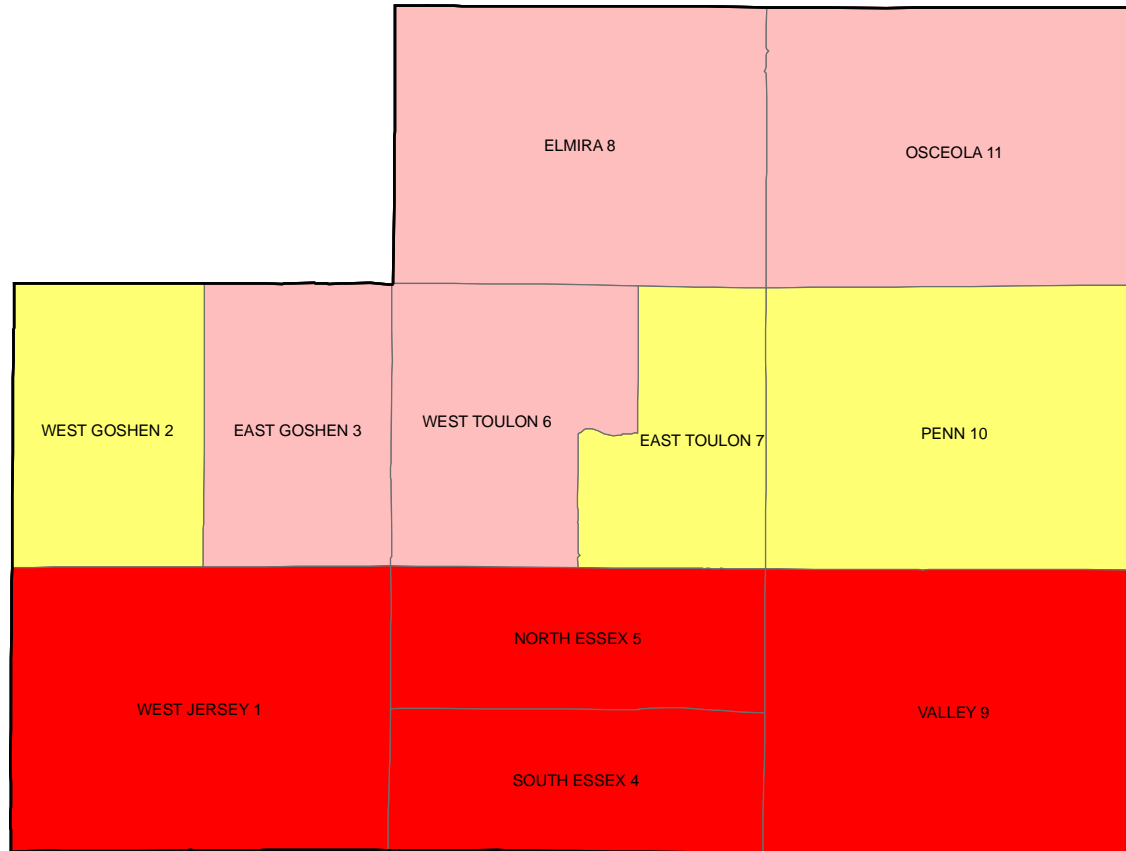 ELMIRA 8
OSCEOLA 11
WEST GOSHEN 2
EAST GOSHEN 3
WEST TOULON 6
EAST TOULON 7
PENN 10
NORTH ESSEX 5
WEST JERSEY 1
VALLEY 9
SOUTH ESSEX 4